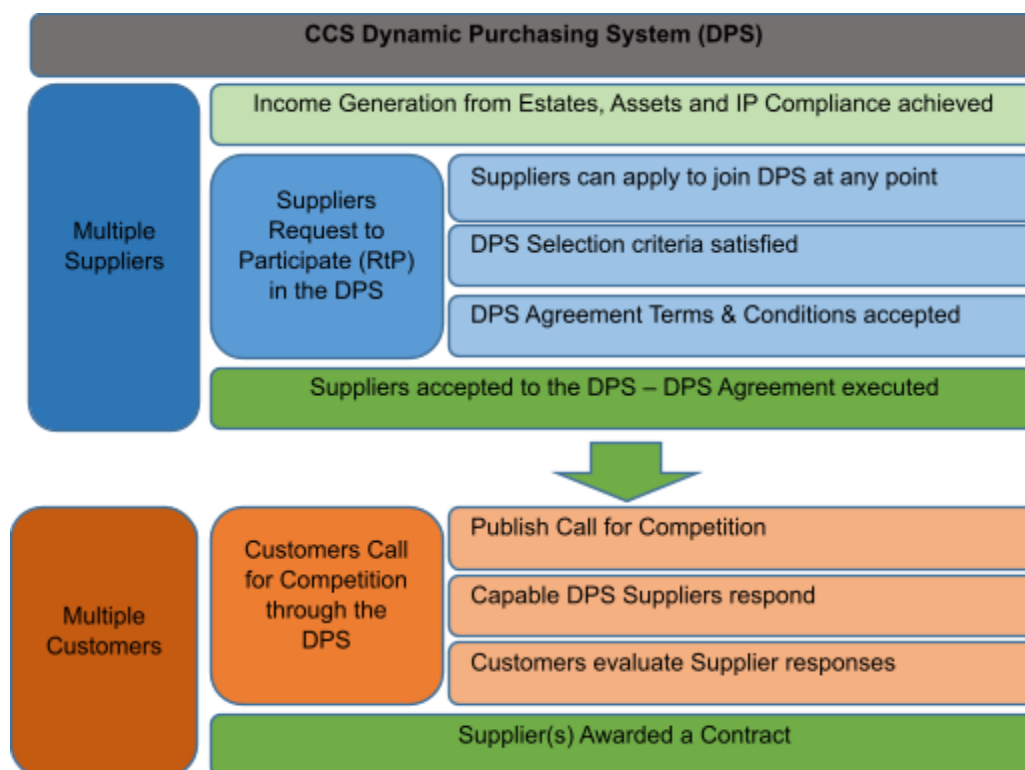 CCS Dynamic Purchasing System (DPS)
Income Generation from Estates, Assets and IP Compliance achieved
Multiple
Suppliers
Suppliers
Request to
Participate (RtP)
in the DPS
Suppliers can apply to join DPS at any point
DPS Selection criteria satisfied
DPS Agreement Terms & Conditions accepted
Suppliers accepted to the DPS – DPS Agreement executed
Multiple
Customers
Customers Call
for Competition
through the
DPS
Publish Call for Competition
Capable DPS Suppliers respond
Customers evaluate Supplier responses
Supplier(s) Awarded a Contract